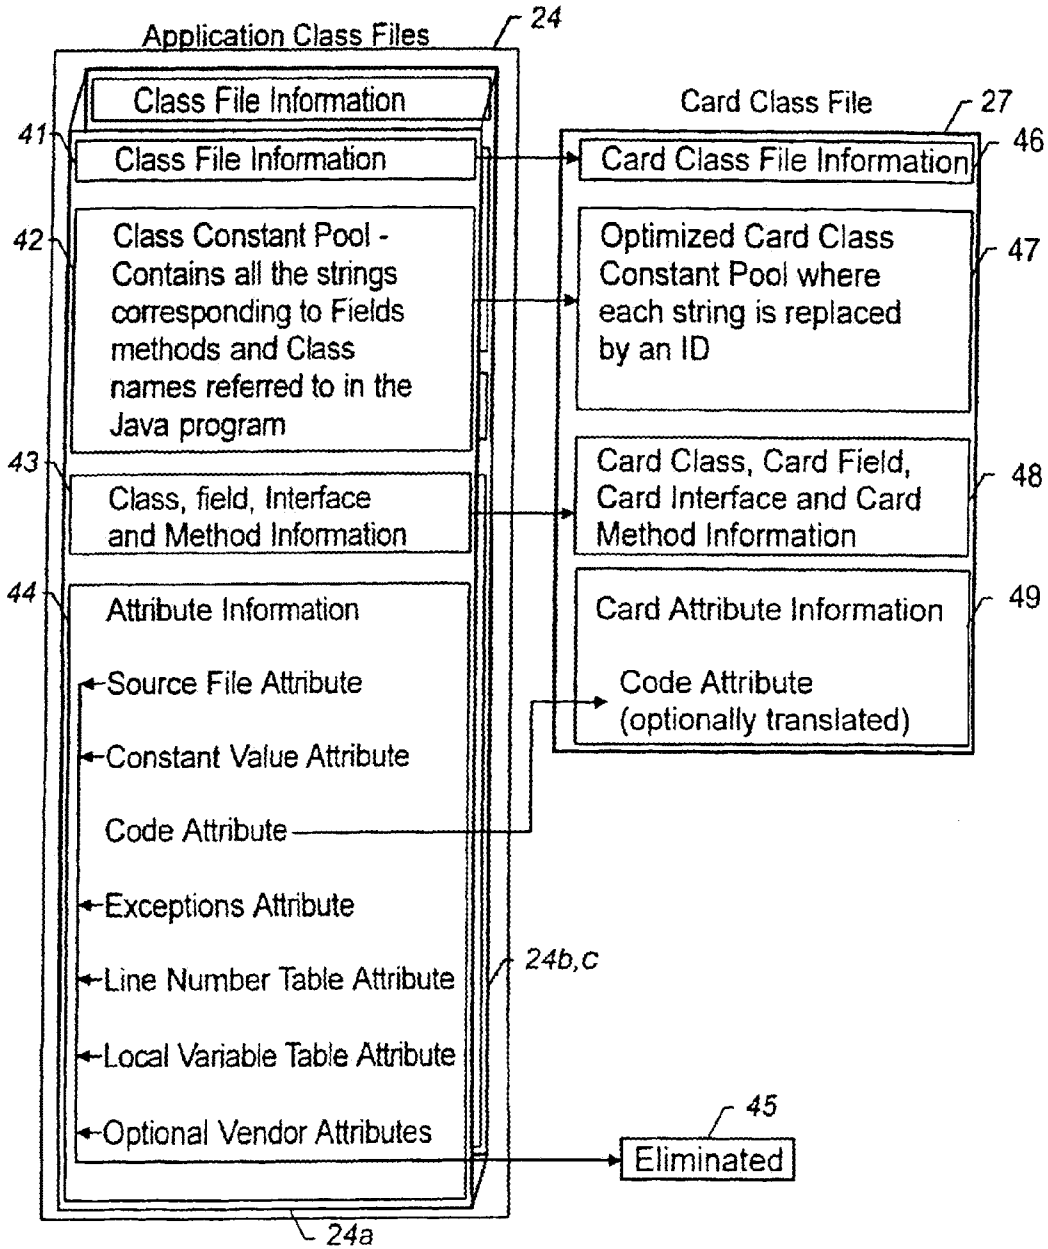 Application Class Files
24
Class File Information
41
Class File Information
42
Class Constant Pool -
Contains all the strings
corresponding to Fields
methods and Class
names referred to in the
Java program
43
Class, field, Interface
and Method Information
44
Attribute Information
Source File Attribute
Constant Value Attribute
Code Attribute
Exceptions Attribute
Line Number Table Attribute
Local Variable Table Attribute
Optional Vendor Attributes
24a
24b,c
Card Class File
27
Card Class File Information
46
Optimized Card Class
Constant Pool where
each string is replaced
by an ID
47
Card Class, Card Field,
Card Interface and Card
Method Information
48
Card Attribute Information
49
Code Attribute
(optionally translated)
45
Eliminated